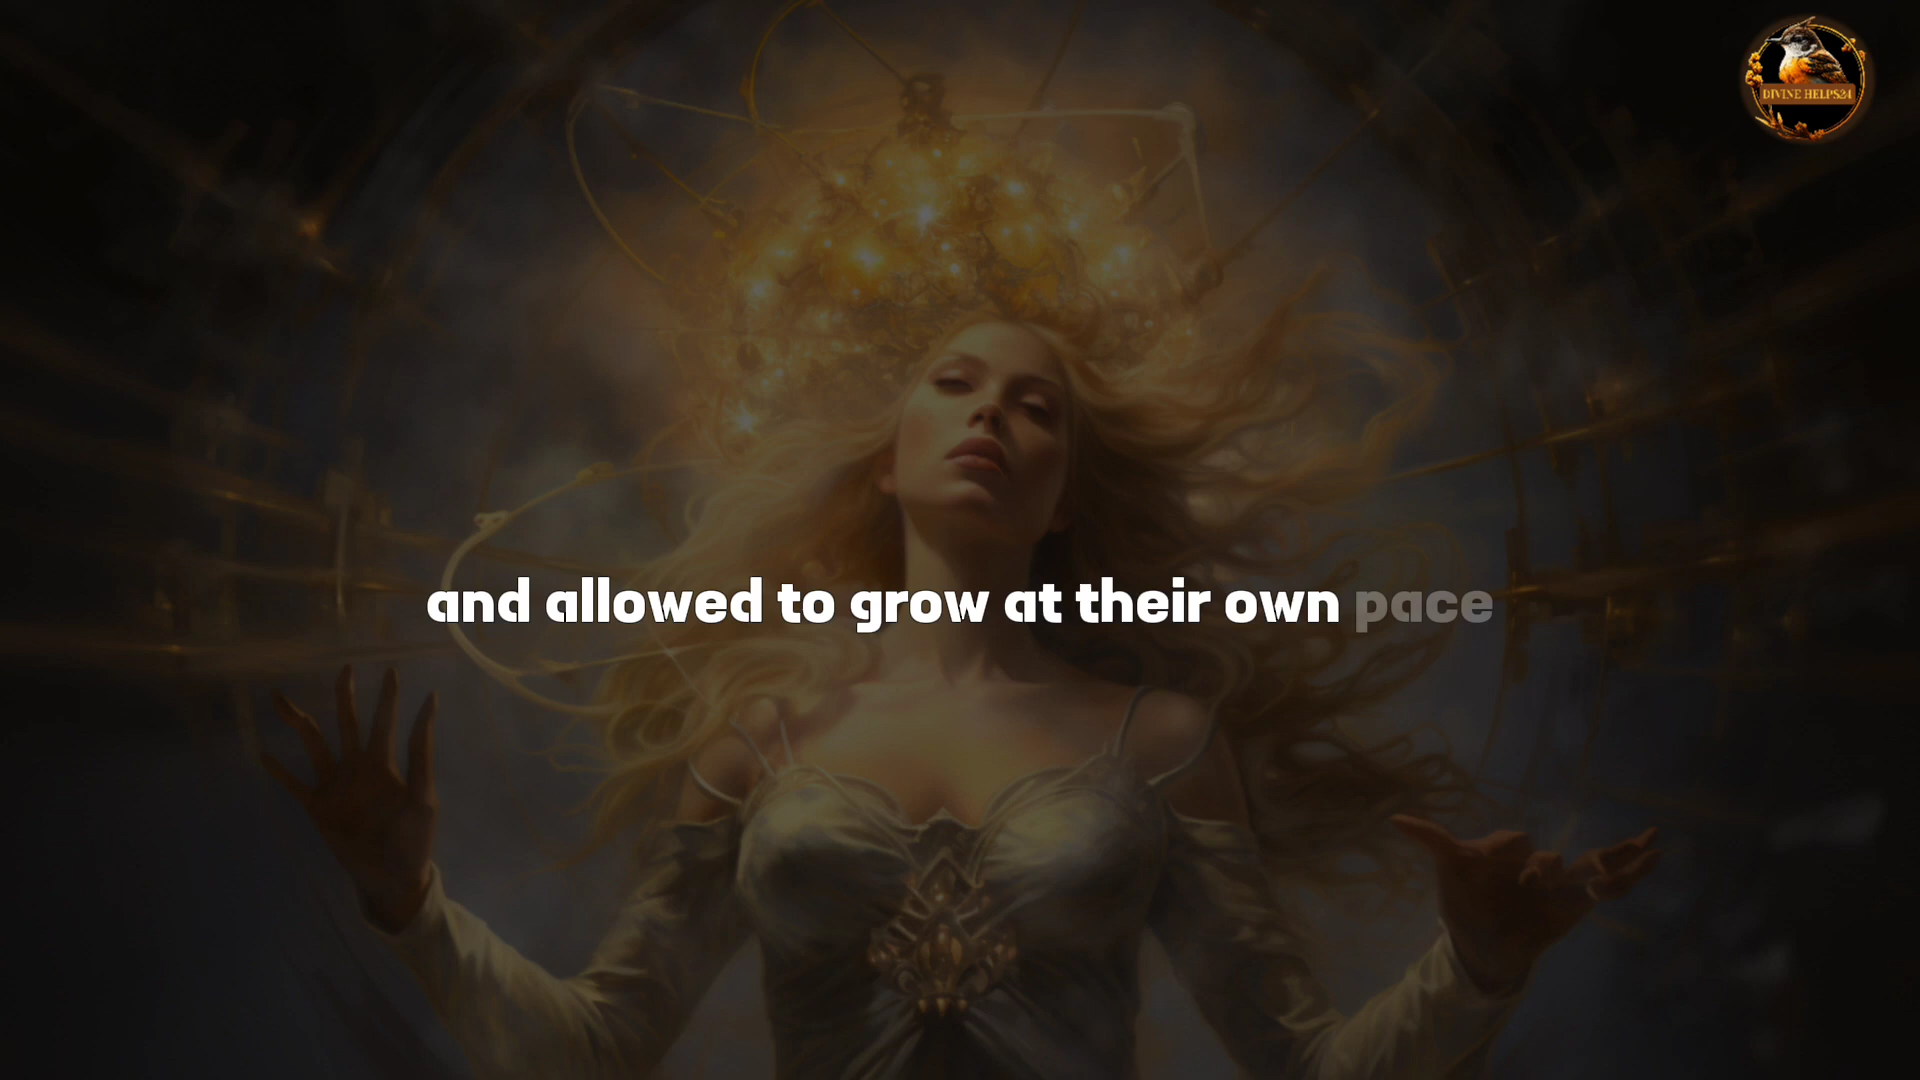 DIVINE HELPS24
and allowed to grow at their own pace